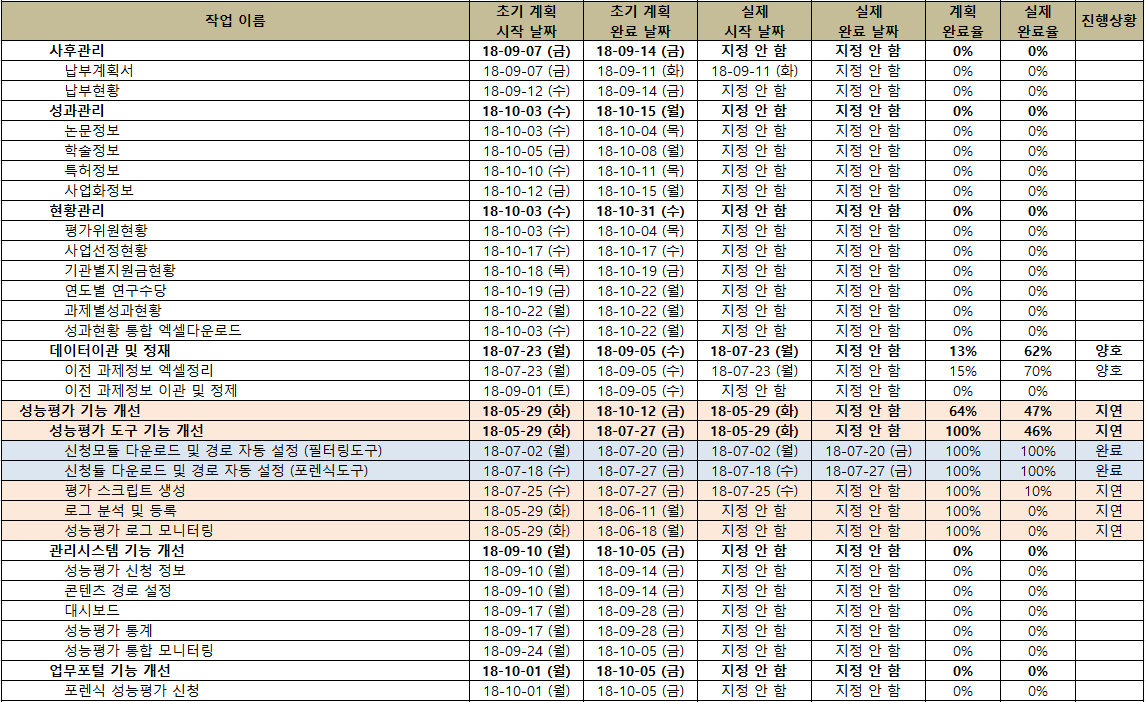 작업 이름 초기 계획 시작 날짜 초기 계획 완료 날짜 실제 시작 날짜 실제 완료 날짜 계획 완료율 실제 완료율 진행상황
사후관리 18-09-07 (금) 18-09-14 (금) 지정 안 함 지정 안 함 0% 0%
납부계획서 18-09-07 (금) 18-09-11 (화) 18-09-11 (화) 지정 안 함 0% 0%
납부현황 18-09-12 (수) 18-09-14 (금) 지정 안 함 지정 안 함 0% 0%
성과관리 18-10-03 (수) 18-10-15 (월) 지정 안 함 지정 안 함 0% 0%
논문정보 18-10-03 (수) 18-10-04 (목) 지정 안 함 지정 안 함 0% 0%
학술정보 18-10-05 (금) 18-10-08 (월) 지정 안 함 지정 안 함 0% 0%
특허정보 18-10-10 (수) 18-10-11 (목) 지정 안 함 지정 안 함 0% 0%
사업화정보 18-10-12 (금) 18-10-15 (월) 지정 안 함 지정 안 함 0% 0%
현황관리 18-10-03 (수) 18-10-31 (수) 지정 안 함 지정 안 함 0% 0%
평가위원현황 18-10-03 (수) 18-10-04 (목) 지정 안 함 지정 안 함 0% 0%
사업선정현황 18-10-17 (수) 18-10-17 (수) 지정 안 함 지정 안 함 0% 0%
기관별지원금현황 18-10-18 (목) 18-10-19 (금) 지정 안 함 지정 안 함 0% 0%
연도별 연구수당 18-10-19 (금) 18-10-22 (월) 지정 안 함 지정 안 함 0% 0%
과제별성과현황 18-10-22 (월) 18-10-22 (월) 지정 안 함 지정 안 함 0% 0%
성과현황 통합 엑셀다운로드 18-10-03 (수) 18-10-22 (월) 지정 안 함 지정 안 함 0% 0%
데이터이관 및 정재 18-07-23 (월) 18-09-05 (수) 18-07-23 (월) 지정 안 함 13% 62% 양호
이전 과제정보 엑셀정리 18-07-23 (월) 18-09-05 (수) 18-07-23 (월) 지정 안 함 15% 70% 양호
이전 과제정보 이관 및 정제 18-09-01 (토) 18-09-05 (수) 지정 안 함 지정 안 함 0% 0%
성능평가 기능 개선 18-05-29 (화) 18-10-12 (금) 18-05-29 (화) 지정 안 함 64% 47% 지연
성능평가 도구 기능 개선 18-05-29 (화) 18-07-27 (금) 18-05-29 (화) 지정 안 함 100% 46% 지연
신청모듈 다운로드 및 경로 자동 설정 (필터링도구) 18-07-02 (월) 18-07-20 (금) 18-07-02 (월) 18-07-20 (금) 100% 100% 완료
신청듈 다운로드 및 경로 자동 설정 (포렌식도구) 18-07-18 (수) 18-07-27 (금) 18-07-18 (수) 18-07-27 (금) 100% 100% 완료
평가 스크립트 생성 18-07-25 (수) 18-07-27 (금) 18-07-25 (수) 지정 안 함 100% 10% 지연
로그 분석 및 등록 18-05-29 (화) 18-06-11 (월) 지정 안 함 지정 안 함 100% 0% 지연
성능평가 로그 모니터링 18-05-29 (화) 18-06-18 (월) 지정 안 함 지정 안 함 100% 0% 지연
관리시스템 기능 개선 18-09-10 (월) 18-10-05 (금) 지정 안 함 지정 안 함 0% 0%
성능평가 신청 정보 18-09-10 (월) 18-09-14 (금) 지정 안 함 지정 안 함 0% 0%
콘텐츠 경로 설정 18-09-10 (월) 18-09-14 (금) 지정 안 함 지정 안 함 0% 0%
대시보드 18-09-17 (월) 18-09-28 (금) 지정 안 함 지정 안 함 0% 0%
성능평가 통계 18-09-17 (월) 18-09-28 (금) 지정 안 함 지정 안 함 0% 0%
성능평가 통합 모니터링 18-09-24 (월) 18-10-05 (금) 지정 안 함 지정 안 함 0% 0%
업무포털 기능 개선 18-10-01 (월) 18-10-05 (금) 지정 안 함 지정 안 함 0% 0%
포렌식 성능평가 신청 18-10-01 (월) 18-10-05 (금) 지정 안 함 지정 안 함 0% 0%